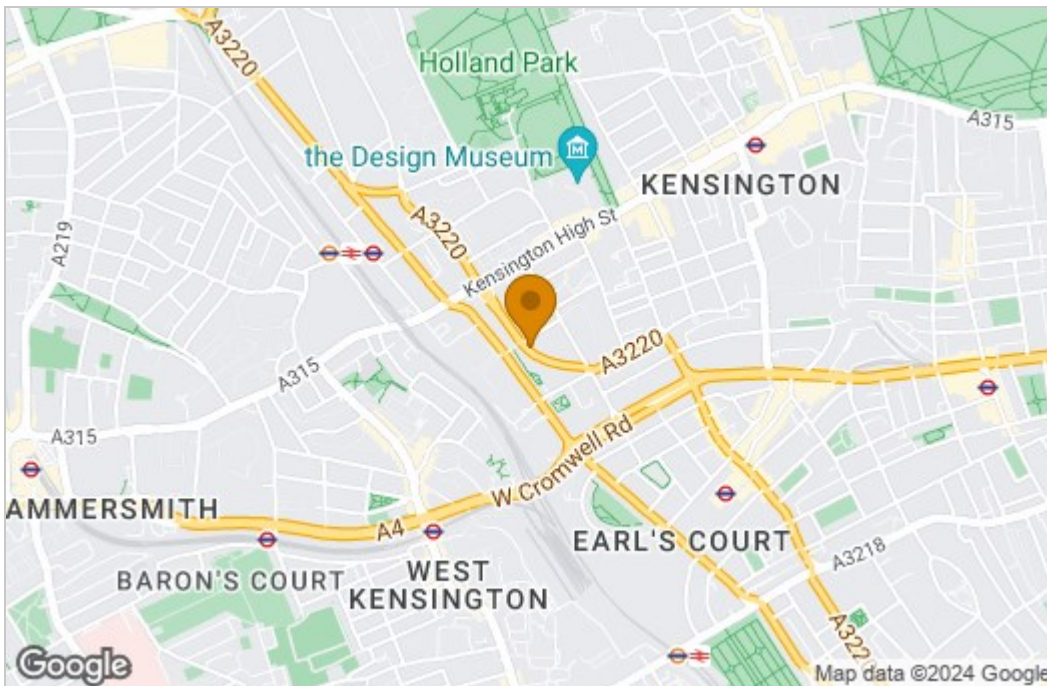 A3220
Holland Park
A315
the Design Museum
KENSINGTON
A219
A3220
Kensington High St
A315
A3220
A315
W Cromwell Rd
AMMERSMITH
A4
EARL'S COURT
A3218
BARON'S COURT
WEST
KENSINGTON
A322
Google
Map data ©2024 Google